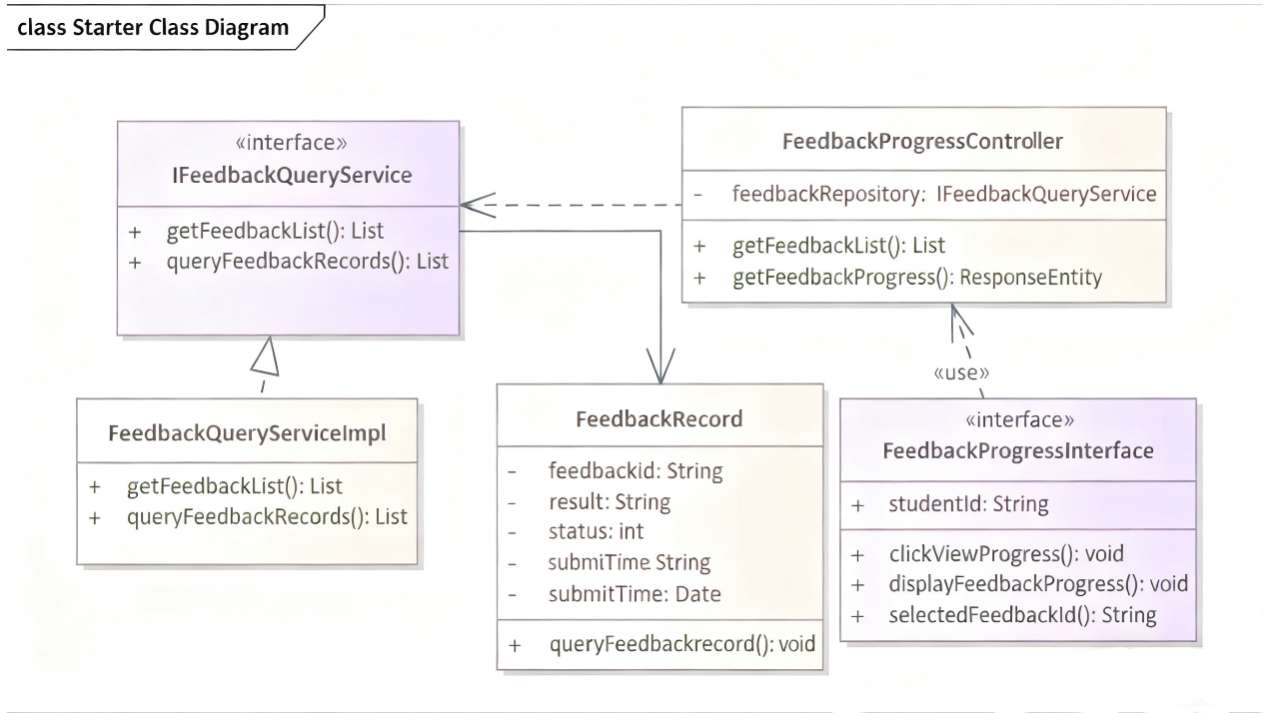 class Starter Class Diagram
«interface»
IFeedbackQueryService
+ getFeedbackList(): List
+ queryFeedbackRecords(): List
FeedbackProgressController
- feedbackRepository: IFeedbackQueryService
+ getFeedbackList(): List
+ getFeedbackProgress(): ResponseEntity
«use»
FeedbackQueryServiceImpl
+ getFeedbackList(): List
+ queryFeedbackRecords(): List
FeedbackRecord
- feedbackid: String
- result: String
- status: int
- submiTime String
- submitTime: Date
+ queryFeedbackrecord(): void
«interface»
FeedbackProgressInterface
+ studentId: String
+ clickViewProgress(): void
+ displayFeedbackProgress(): void
+ selectedFeedbackId(): String